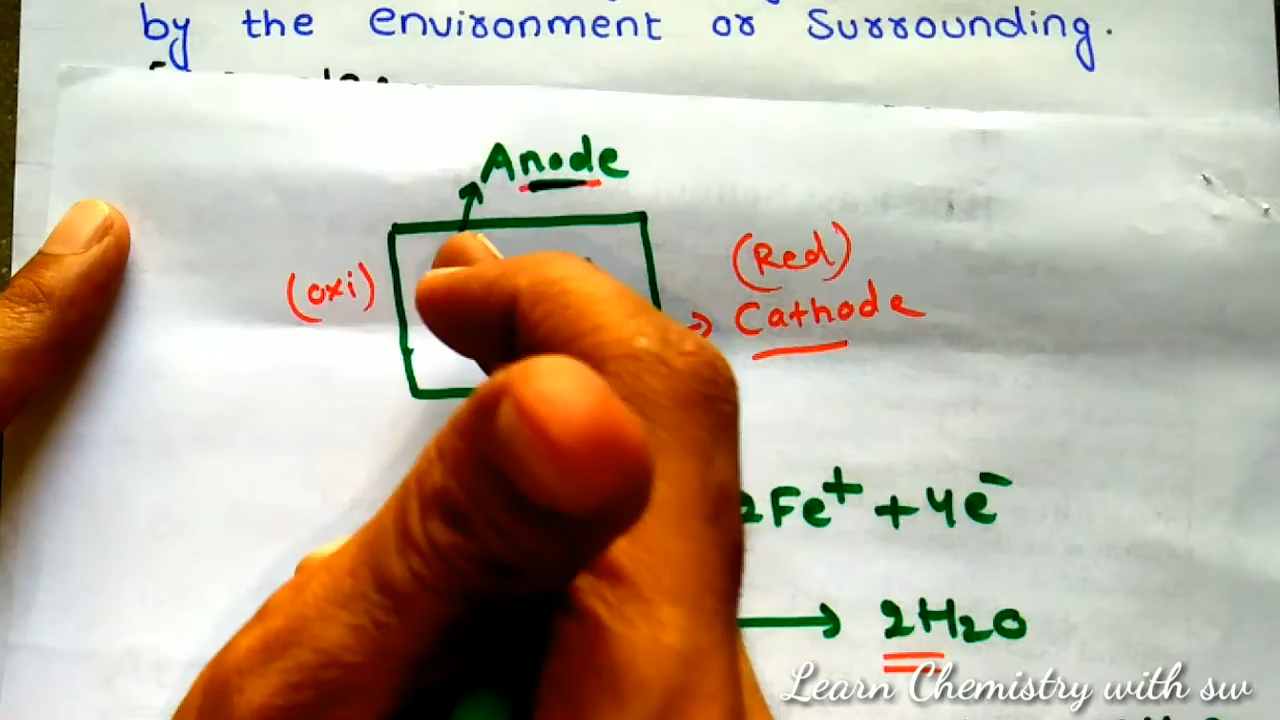 by the environment or Surrounding.
Anode
(Red)
(oxi)
Cathode
2Fe⁺ + 4e⁻
→ 2H₂O
Learn Chemistry with sw